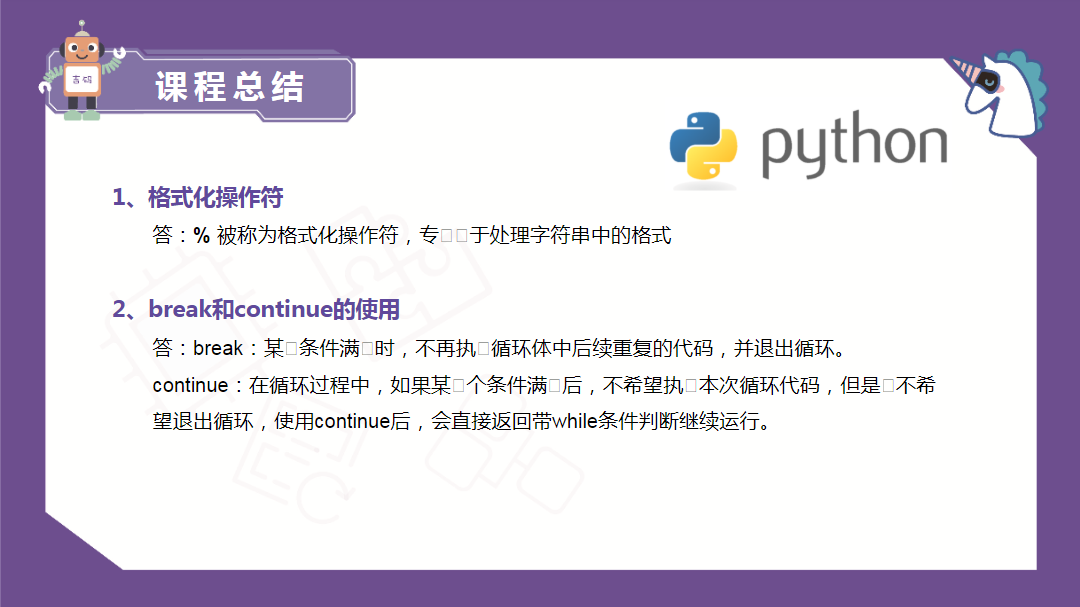 吉码
课程总结
python
1、格式化操作符
答：% 被称为格式化操作符，专□□于处理字符串中的格式
2、break和continue的使用
答：break：某□条件满□时，不再执□循环体中后续重复的代码，并退出循环。
continue：在循环过程中，如果某□个条件满□后，不希望执□本次循环代码，但是□不希
望退出循环，使用continue后，会直接返回带while条件判断继续运行。